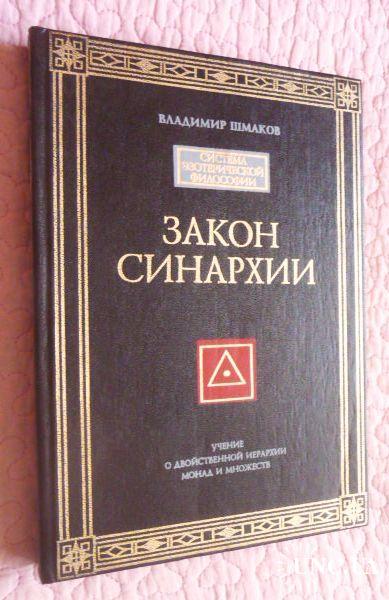 ВЛАДИМИР ШМАКОВ
СИСТЕМА
ЭЗОТЕРИЧЕСКОЙ
ФИЛОСОФИИ
ЗАКОН
СИНАРХИИ
УЧЕНИЕ
О ДВОЙСТВЕННОЙ ИЕРАРХИИ
МОНАД И МНОЖЕСТВ